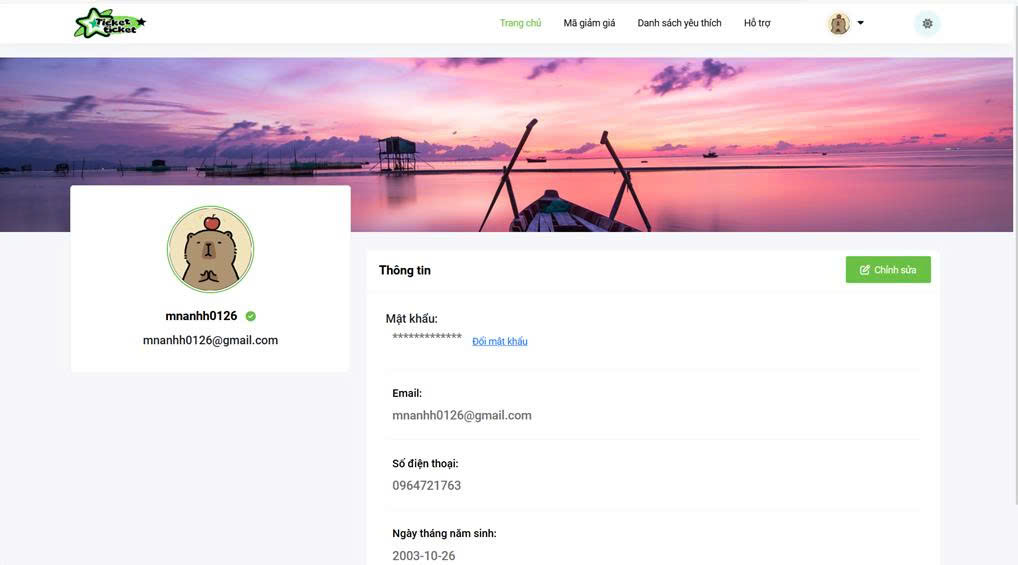 Ticket
ticket
Trang chủ
Mã giảm giá
Danh sách yêu thích
Hỗ trợ
mnanhh0126
mnanhh0126@gmail.com
Thông tin
Chỉnh sửa
Mật khẩu:
*************
Đổi mật khẩu
Email:
mnanhh0126@gmail.com
Số điện thoại:
0964721763
Ngày tháng năm sinh:
2003-10-26